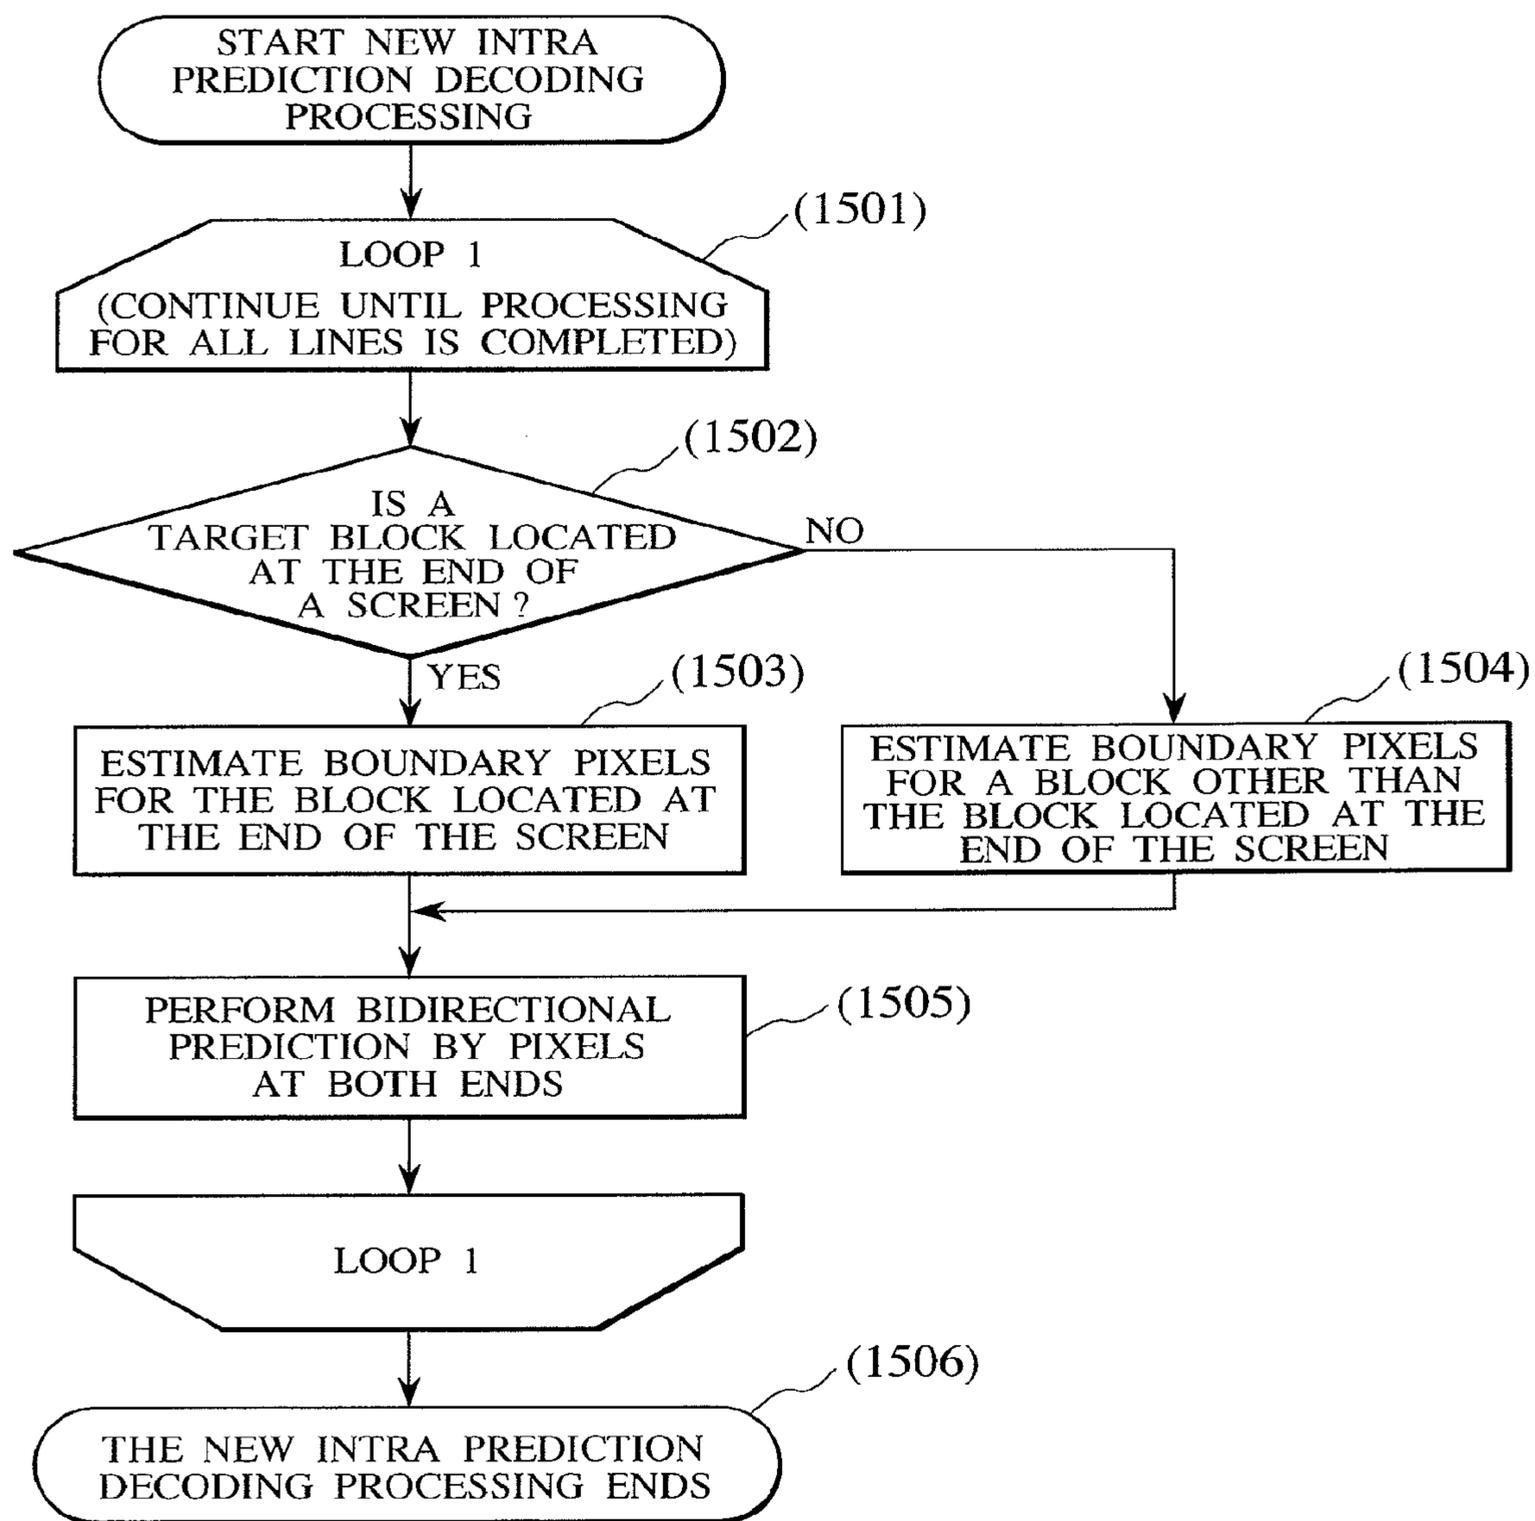 START NEW INTRA
PREDICTION DECODING
PROCESSING
(1501)
LOOP 1
(CONTINUE UNTIL PROCESSING
FOR ALL LINES IS COMPLETED)
(1502)
IS A
TARGET BLOCK LOCATED
AT THE END OF
A SCREEN?
NO
YES
(1503)
ESTIMATE BOUNDARY PIXELS
FOR THE BLOCK LOCATED AT
THE END OF THE SCREEN
(1504)
ESTIMATE BOUNDARY PIXELS
FOR A BLOCK OTHER THAN
THE BLOCK LOCATED AT THE
END OF THE SCREEN
PERFORM BIDIRECTIONAL
PREDICTION BY PIXELS
AT BOTH ENDS
(1505)
LOOP 1
(1506)
THE NEW INTRA PREDICTION
DECODING PROCESSING ENDS